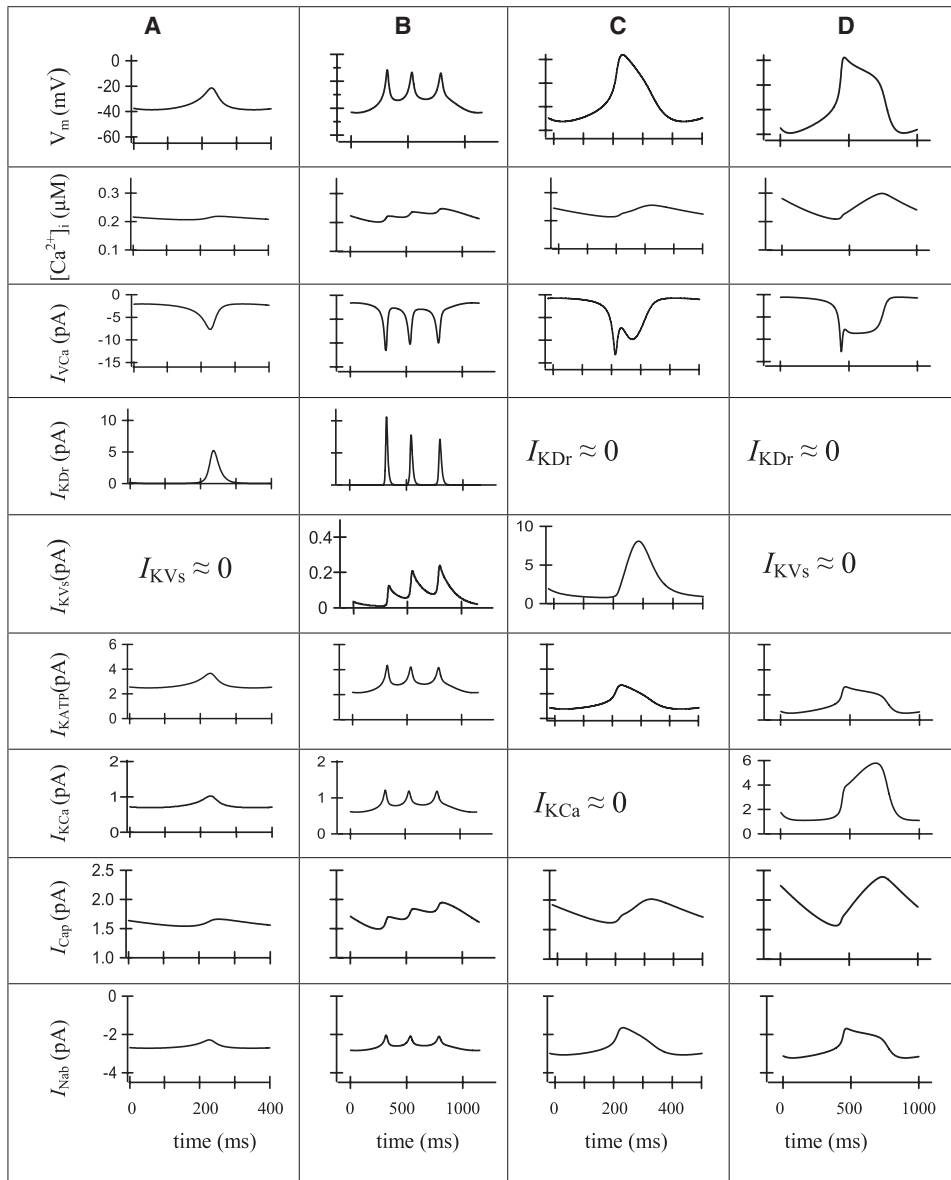 A B C D
V_m (mV)
0
-20
-40
-60
[Ca²⁺]_i (μM)
0.3
0.2
0.1
I_VCa (pA)
0
-5
-10
-15
I_KDr (pA)
10
5
0
I_KDr ≈ 0
I_KDr ≈ 0
I_KVs(pA)
I_KVs ≈ 0
0.4
0.2
0
10
5
0
I_KVs ≈ 0
I_KATP(pA)
6
4
2
0
I_KCa (pA)
2
1
0
2
1
0
I_KCa ≈ 0
6
4
2
0
I_Cap (pA)
2.5
2.0
1.5
1.0
I_Nab (pA)
0
-2
-4
0 200 400 0 500 1000 0 200 400 0 500 1000
time (ms) time (ms) time (ms) time (ms)